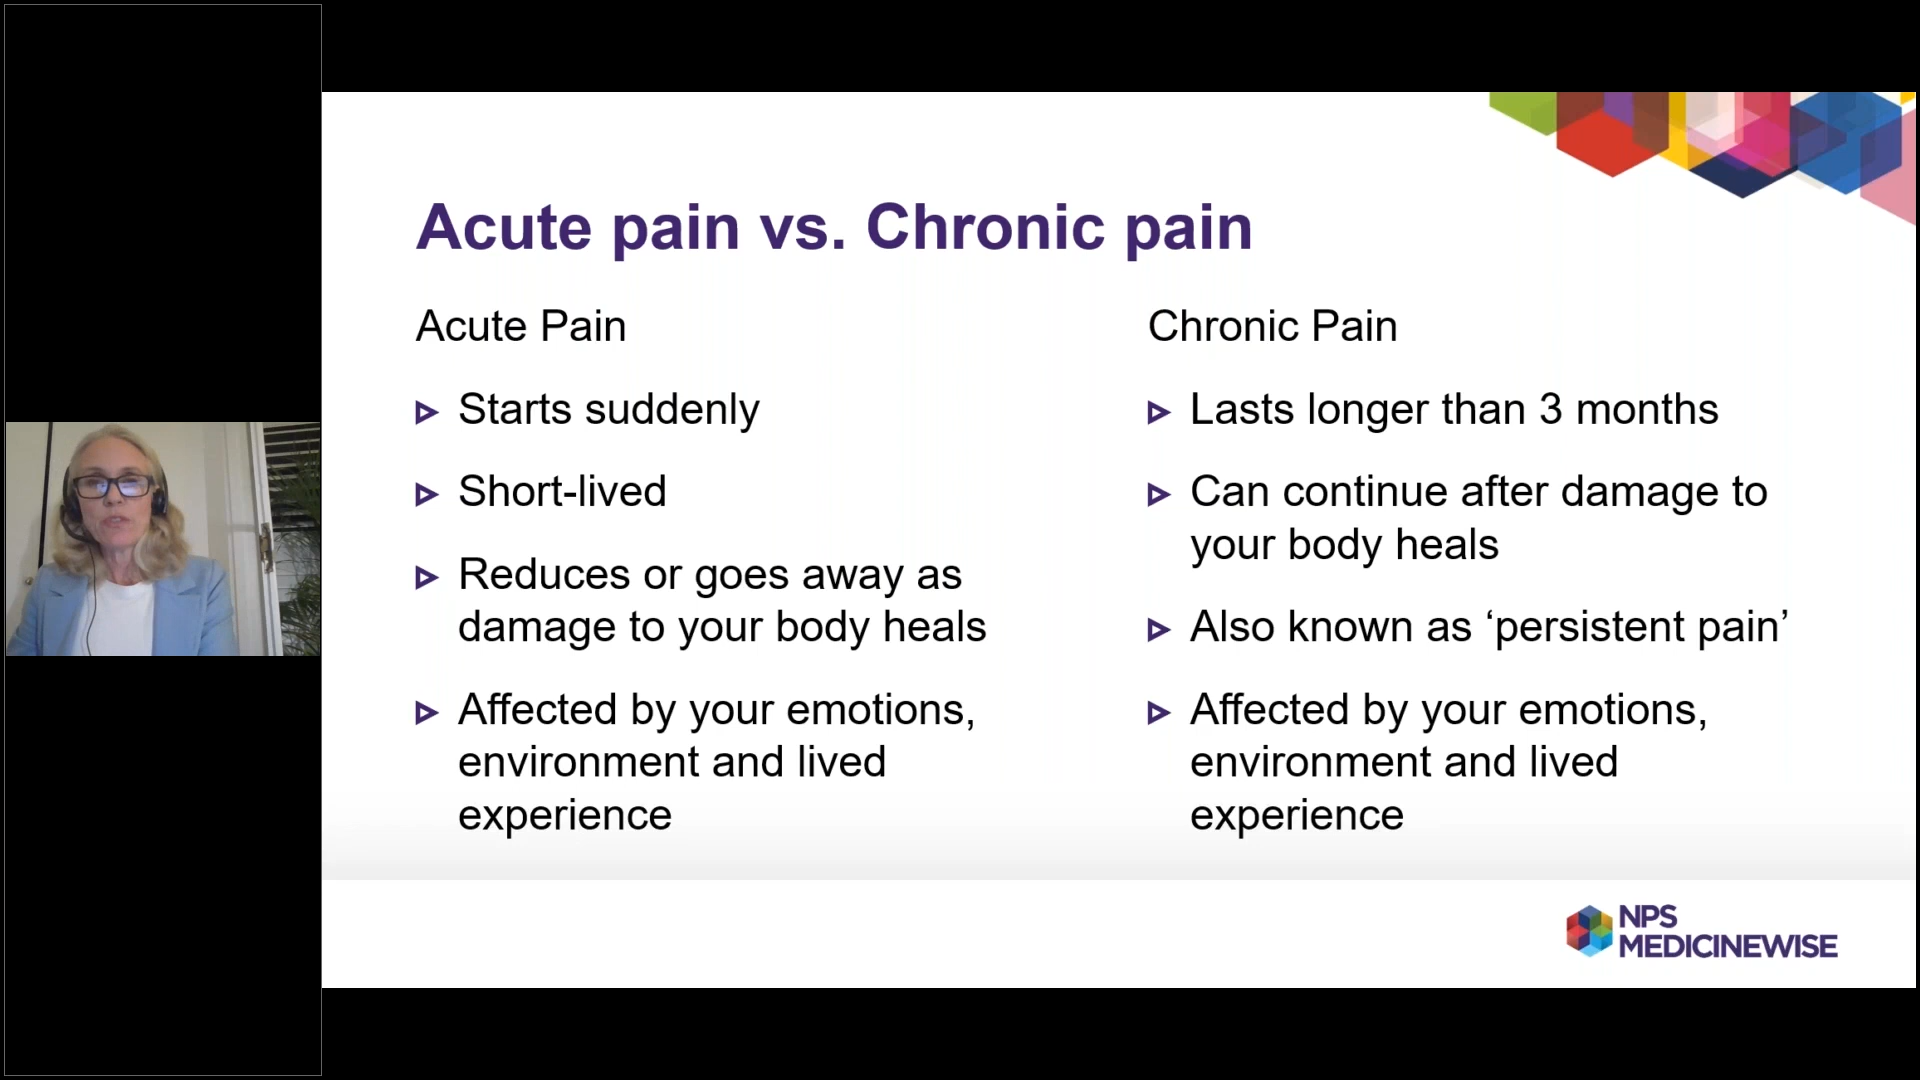 Acute pain vs. Chronic pain
Acute Pain
Starts suddenly
Short-lived
Reduces or goes away as
damage to your body heals
Affected by your emotions,
environment and lived
experience
Chronic Pain
Lasts longer than 3 months
Can continue after damage to
your body heals
Also known as ‘persistent pain’
Affected by your emotions,
environment and lived
experience
NPS
MEDICINEWISE